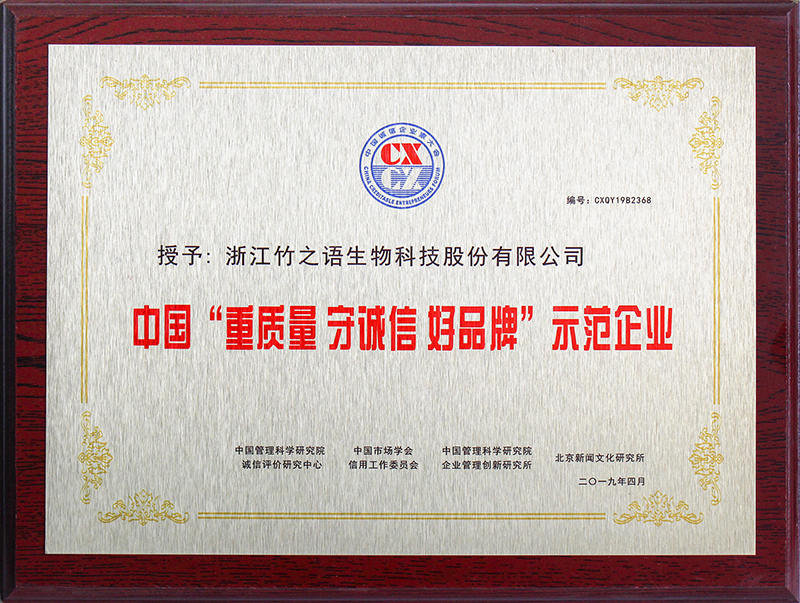 中国诚信企业家大会
CX
CHINA CREDITABLE ENTREPRENEURS FORUM
编号：CXQY19B2368
授予：浙江竹之语生物科技股份有限公司
中国“重质量 守诚信 好品牌”示范企业
中国管理科学研究院 中国市场学会 中国管理科学研究院 北京新闻文化研究所
诚信评价研究中心 信用工作委员会 企业管理创新研究所
二〇一九年四月